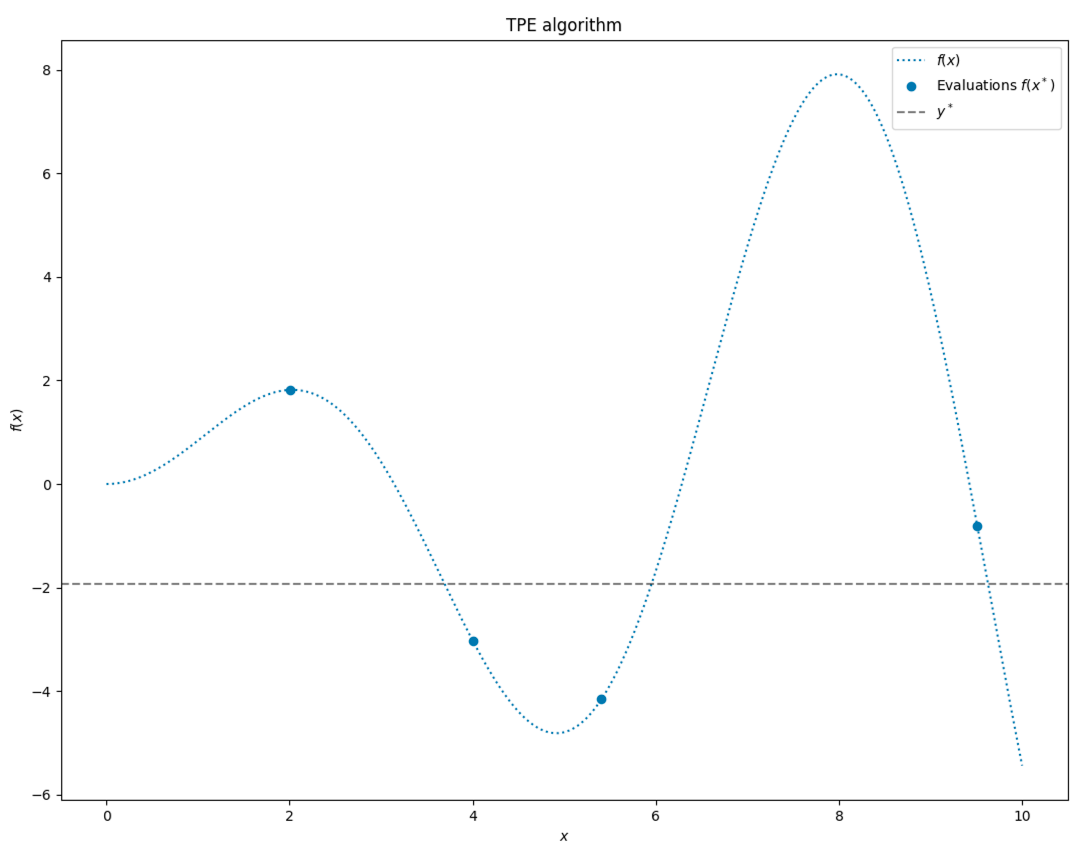 TPE algorithm
f(x)
Evaluations f(x*)
y*
8
6
4
2
0
−2
−4
−6
f(x)
0 2 4 6 8 10
x